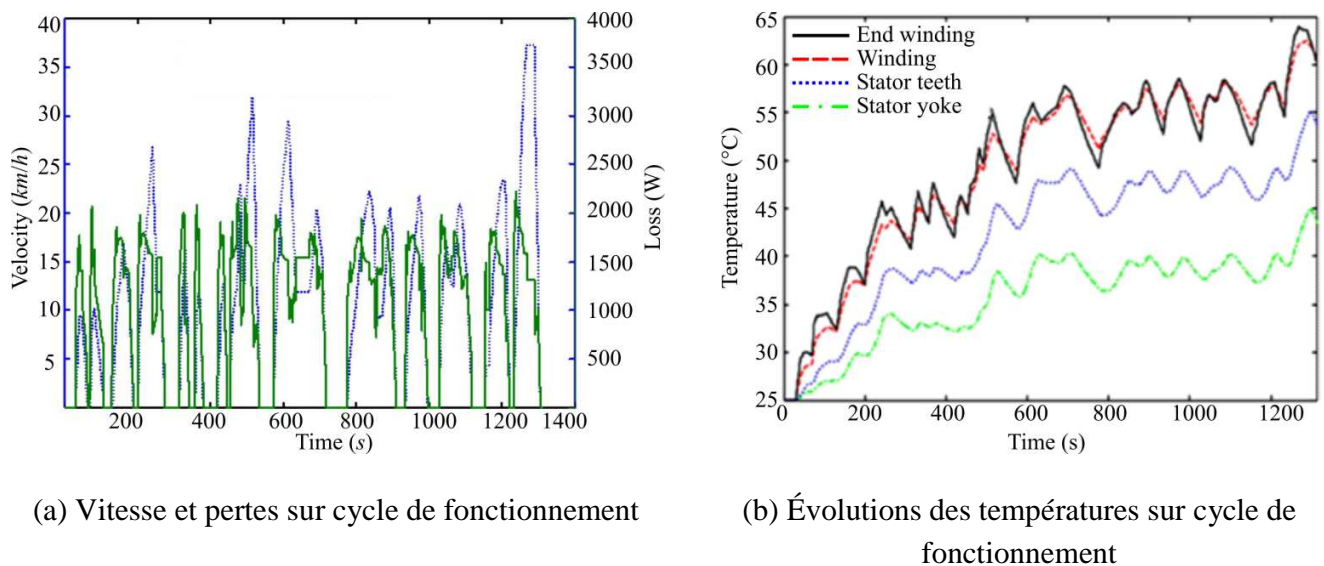 40
35
30
25
20
15
10
5
Velocity (km/h)
4000
3500
3000
2500
2000
1500
1000
500
Loss (W)
200 400 600 800 1000 1200 1400
Time (s)
65
60
55
50
45
40
35
30
25
Temperature (°C)
End winding
Winding
Stator teeth
Stator yoke
0 200 400 600 800 1000 1200
Time (s)
(a) Vitesse et pertes sur cycle de fonctionnement
(b) Évolutions des températures sur cycle de
fonctionnement